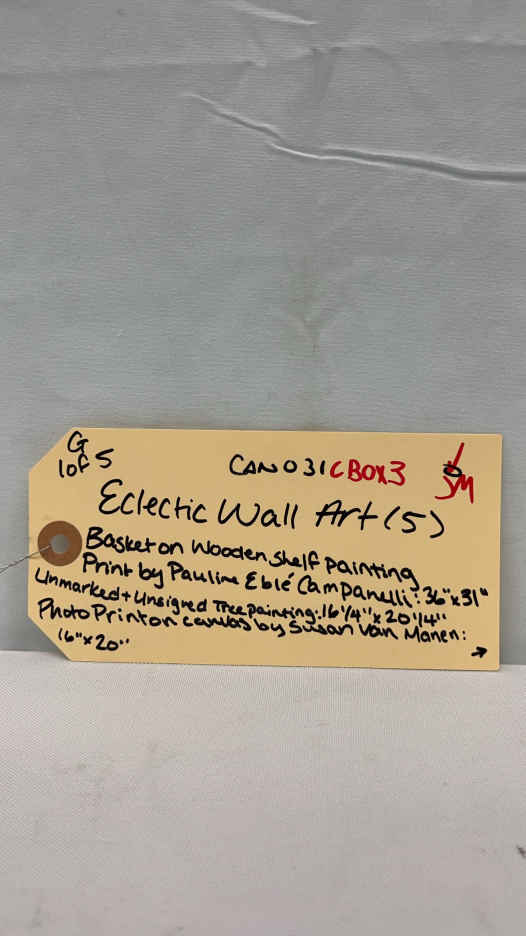 G
1 of 5
CAN031 CBOX3
JM
Eclectic Wall Art (5)
Basket on Wooden Shelf painting
Print by Pauline Eblé Campanelli: 36"x31"
Unmarked + Unsigned Tree painting: 16 1/4"x 20 1/4"
Photo Print on canvas by Susan Van Manen:
16"x 20"